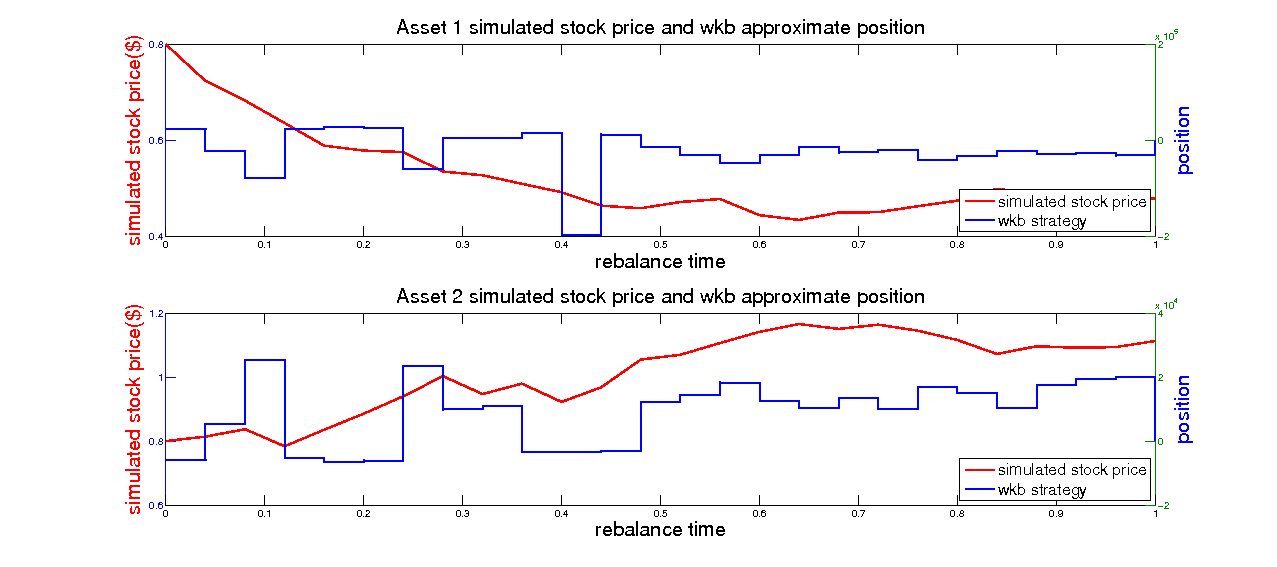 Asset 1 simulated stock price and wkb approximate position
x 10^5
simulated stock price($)
0.8
0.6
0.4
2
0
-2
position
simulated stock price
wkb strategy
0 0.1 0.2 0.3 0.4 0.5 0.6 0.7 0.8 0.9 1
rebalance time
Asset 2 simulated stock price and wkb approximate position
x 10^4
simulated stock price($)
1.2
1
0.8
0.6
4
2
0
-2
position
simulated stock price
wkb strategy
0 0.1 0.2 0.3 0.4 0.5 0.6 0.7 0.8 0.9 1
rebalance time